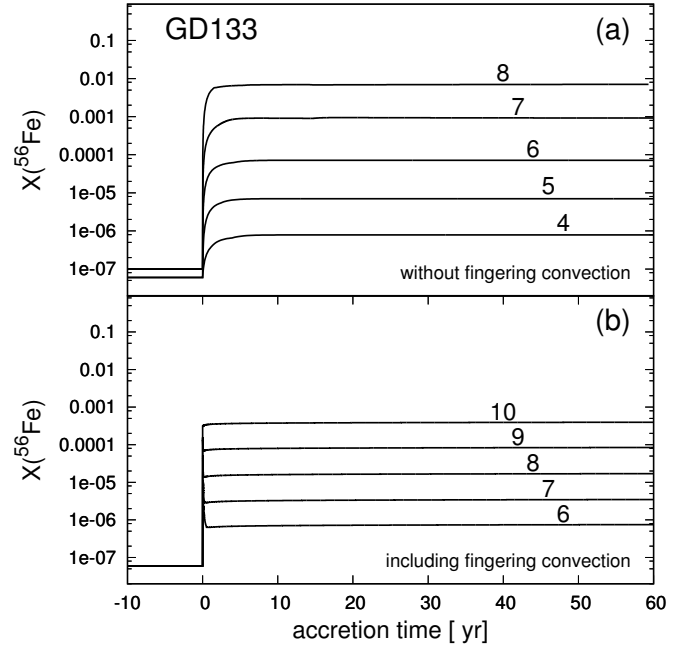 GD133
(a)
X(⁵⁶Fe)
0.1
0.01
0.001
0.0001
1e-05
1e-06
1e-07
8
7
6
5
4
without fingering convection
(b)
X(⁵⁶Fe)
0.1
0.01
0.001
0.0001
1e-05
1e-06
1e-07
10
9
8
7
6
including fingering convection
-10 0 10 20 30 40 50 60
accretion time [ yr]